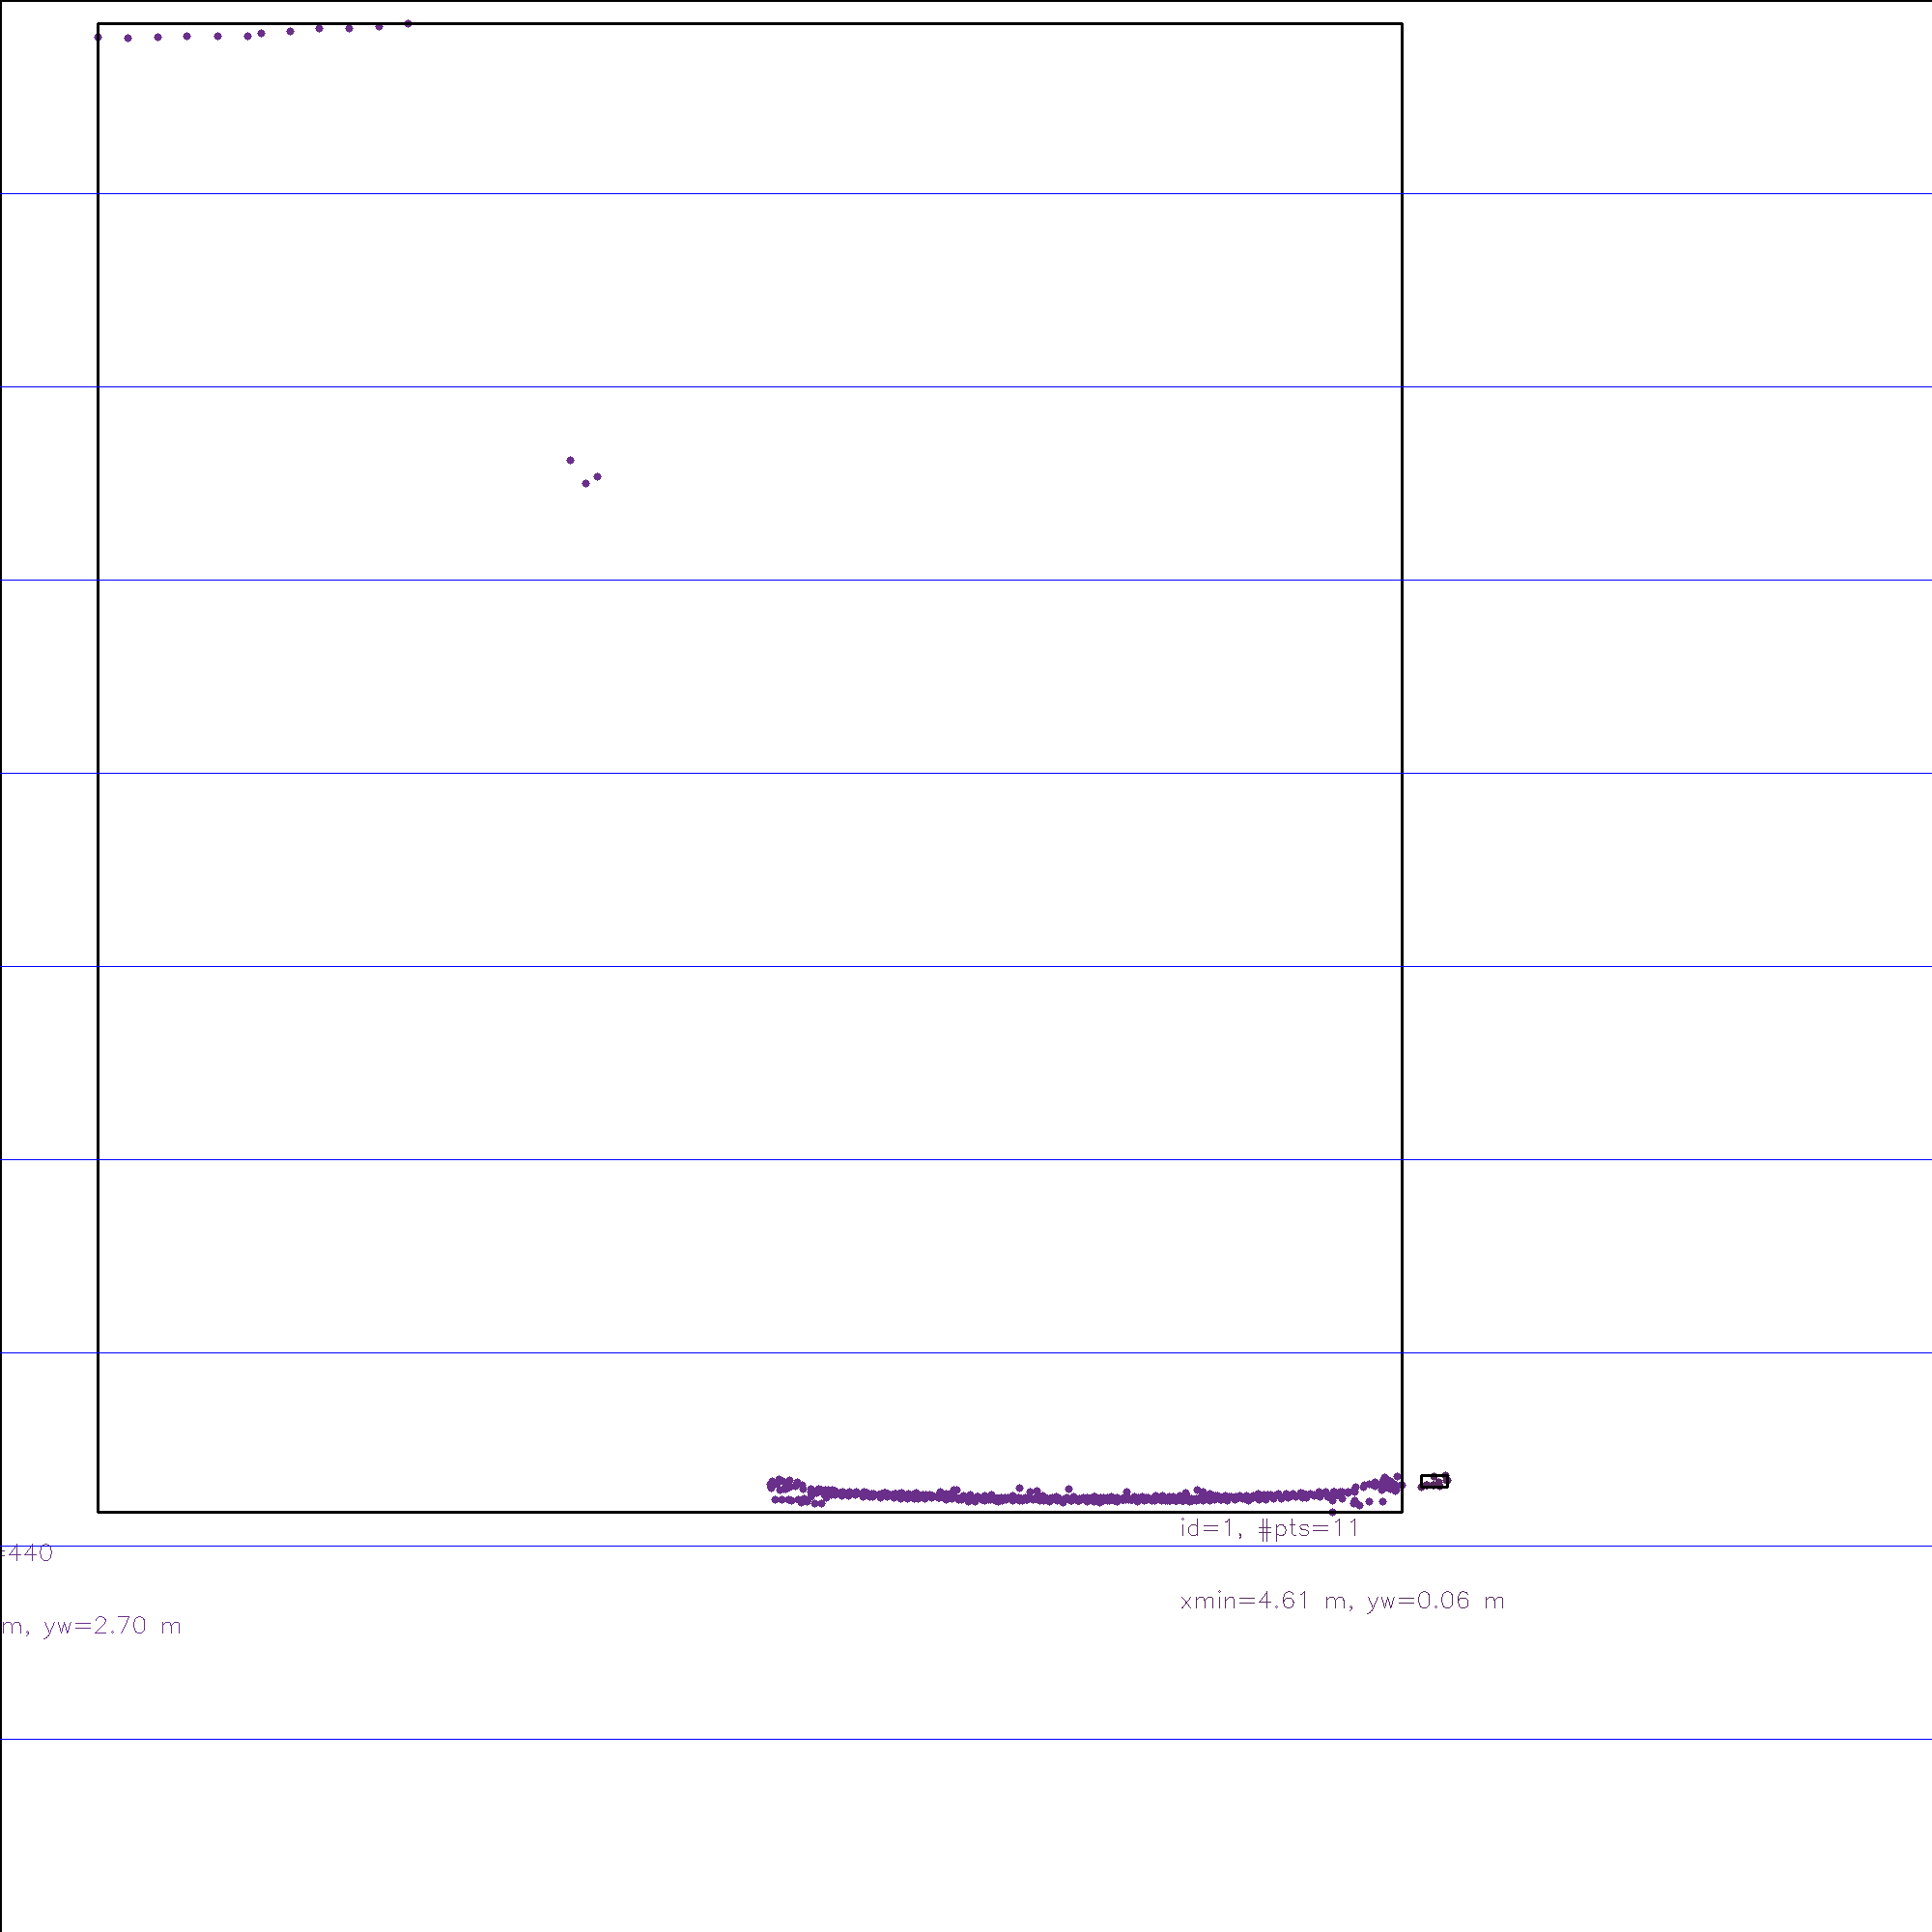 id=1, #pts=11
=440
xmin=4.61 m, yw=0.06 m
m, yw=2.70 m